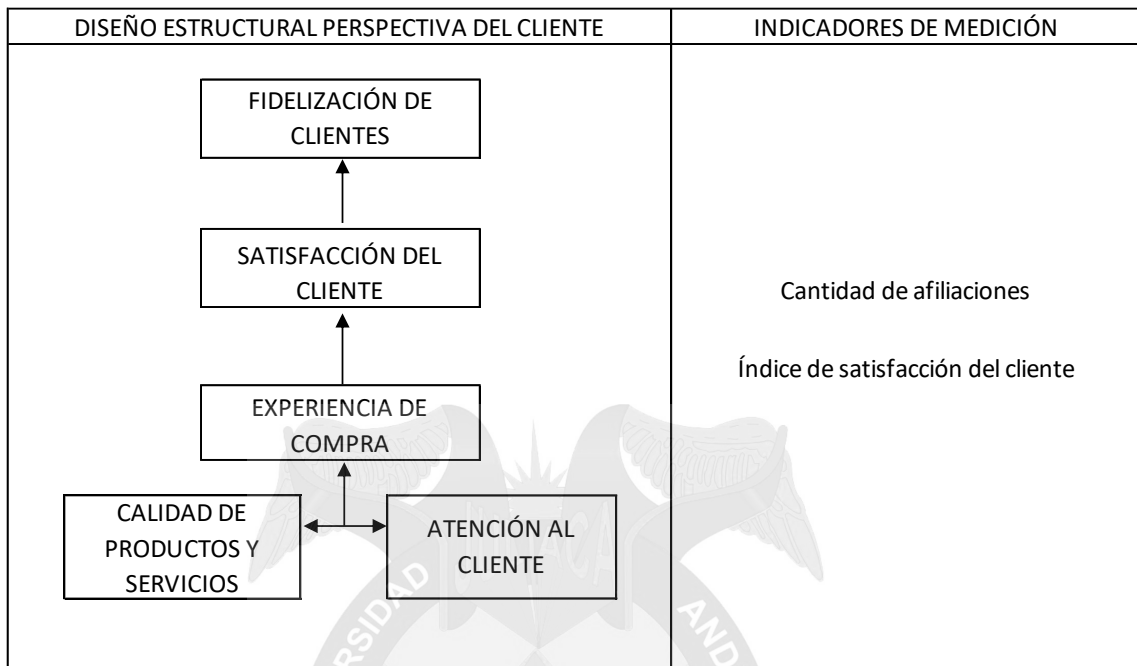 DISEÑO ESTRUCTURAL PERSPECTIVA DEL CLIENTE
INDICADORES DE MEDICIÓN
FIDELIZACIÓN DE
CLIENTES
SATISFACCIÓN DEL
CLIENTE
EXPERIENCIA DE
COMPRA
CALIDAD DE
PRODUCTOS Y
SERVICIOS
ATENCIÓN AL
CLIENTE
Cantidad de afiliaciones
Índice de satisfacción del cliente